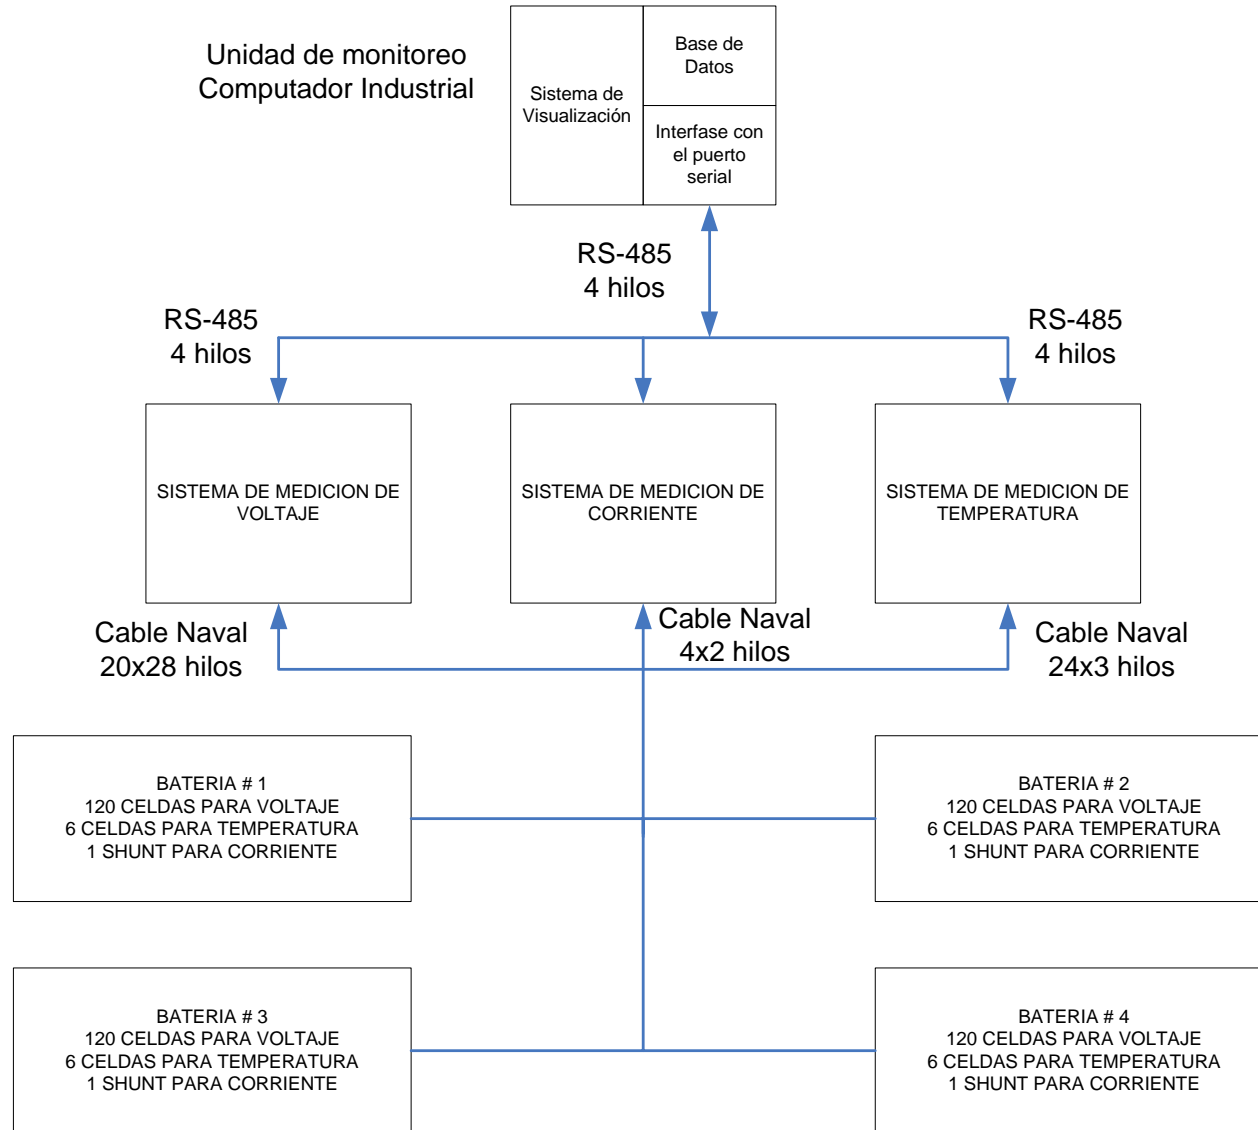 Unidad de monitoreo
Computador Industrial
Sistema de
Visualización
Base de
Datos
Interfase con
el puerto
serial
RS-485
4 hilos
RS-485
4 hilos
RS-485
4 hilos
SISTEMA DE MEDICION DE
VOLTAJE
SISTEMA DE MEDICION DE
CORRIENTE
SISTEMA DE MEDICION DE
TEMPERATURA
Cable Naval
20x28 hilos
Cable Naval
4x2 hilos
Cable Naval
24x3 hilos
BATERIA # 1
120 CELDAS PARA VOLTAJE
6 CELDAS PARA TEMPERATURA
1 SHUNT PARA CORRIENTE
BATERIA # 2
120 CELDAS PARA VOLTAJE
6 CELDAS PARA TEMPERATURA
1 SHUNT PARA CORRIENTE
BATERIA # 3
120 CELDAS PARA VOLTAJE
6 CELDAS PARA TEMPERATURA
1 SHUNT PARA CORRIENTE
BATERIA # 4
120 CELDAS PARA VOLTAJE
6 CELDAS PARA TEMPERATURA
1 SHUNT PARA CORRIENTE